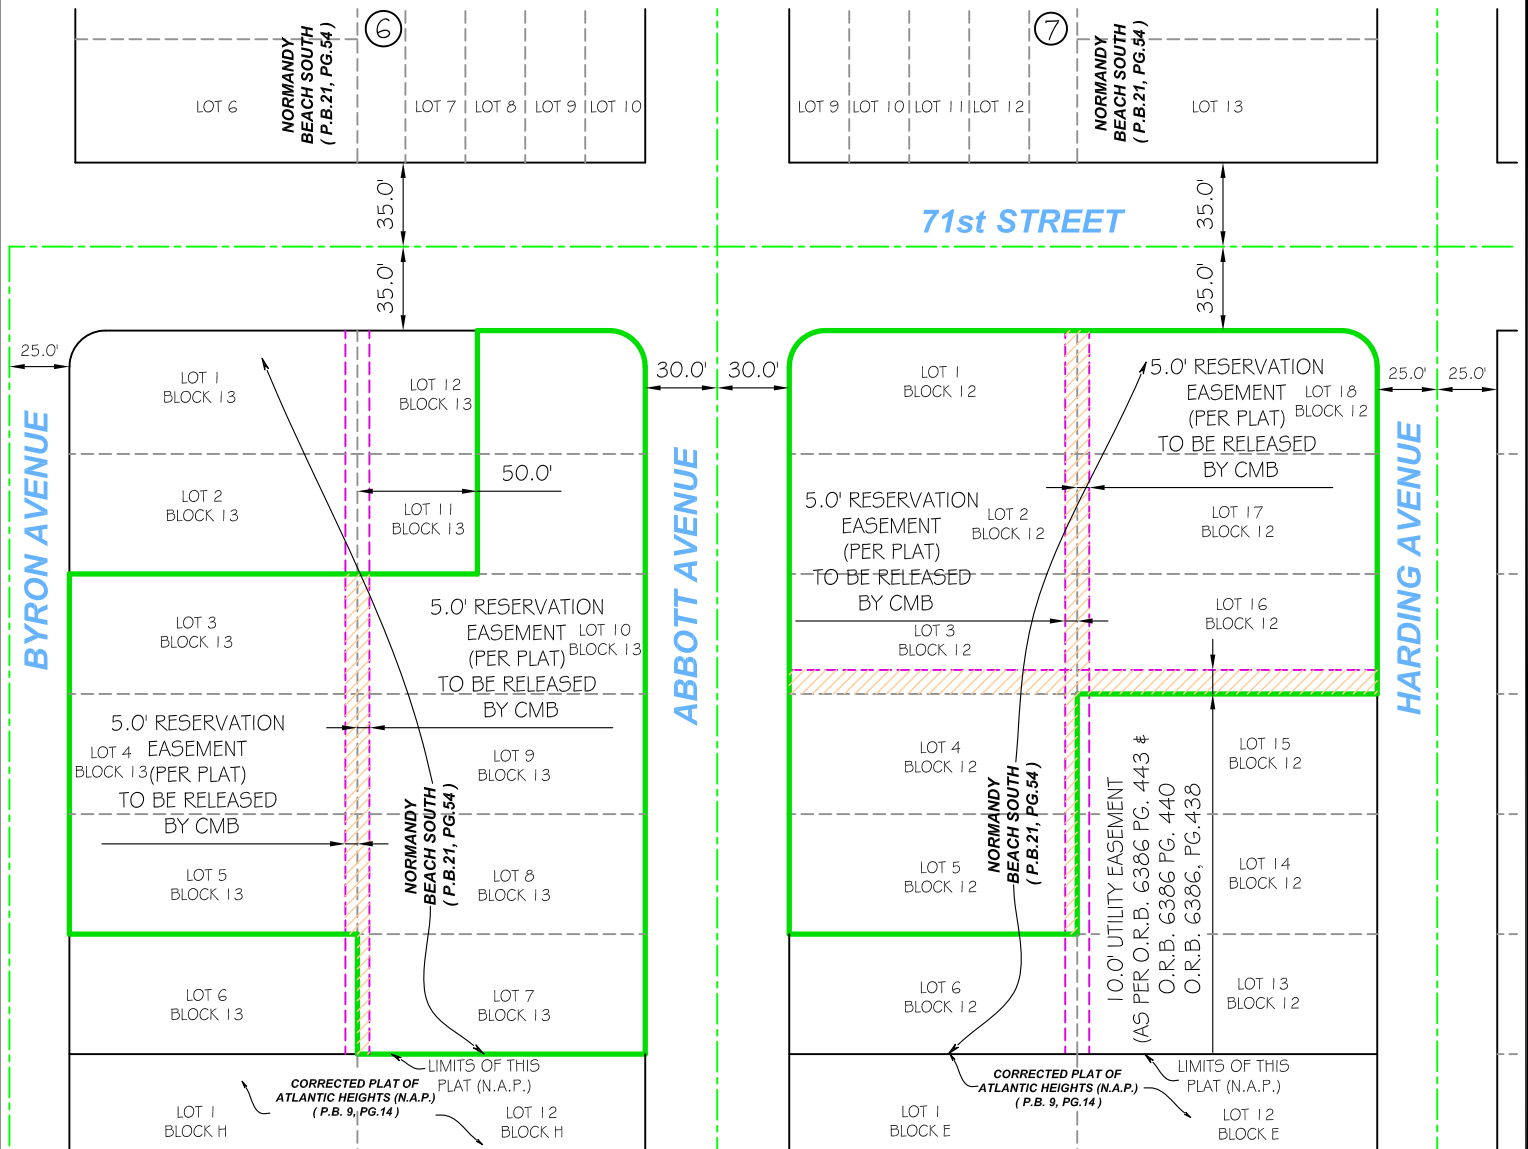 6
7
NORMANDY
BEACH SOUTH
( P.B.21, PG.54 )
NORMANDY
BEACH SOUTH
( P.B.21, PG.54 )
LOT 6
LOT 7
LOT 8
LOT 9
LOT 10
LOT 9
LOT 10
LOT 11
LOT 12
LOT 13
35.0'
35.0'
71st STREET
35.0'
35.0'
25.0'
30.0'
30.0'
25.0'
25.0'
BYRON AVENUE
ABBOTT AVENUE
HARDING AVENUE
LOT 1
BLOCK 13
LOT 12
BLOCK 13
50.0'
LOT 2
BLOCK 13
LOT 11
BLOCK 13
LOT 3
BLOCK 13
5.0' RESERVATION
EASEMENT
(PER PLAT)
TO BE RELEASED
BY CMB
LOT 10
BLOCK 13
5.0' RESERVATION
EASEMENT
(PER PLAT)
TO BE RELEASED
BY CMB
LOT 4
BLOCK 13
LOT 9
BLOCK 13
NORMANDY
BEACH SOUTH
( P.B.21, PG.54 )
LOT 5
BLOCK 13
LOT 8
BLOCK 13
LOT 6
BLOCK 13
LOT 7
BLOCK 13
LIMITS OF THIS
PLAT (N.A.P.)
CORRECTED PLAT OF
ATLANTIC HEIGHTS (N.A.P.)
( P.B. 9, PG.14 )
LOT 1
BLOCK H
LOT 12
BLOCK H
LOT 1
BLOCK 12
5.0' RESERVATION
EASEMENT
(PER PLAT)
TO BE RELEASED
BY CMB
LOT 18
BLOCK 12
5.0' RESERVATION
EASEMENT
(PER PLAT)
TO BE RELEASED
BY CMB
LOT 2
BLOCK 12
LOT 17
BLOCK 12
LOT 3
BLOCK 12
LOT 16
BLOCK 12
LOT 4
BLOCK 12
LOT 15
BLOCK 12
NORMANDY
BEACH SOUTH
( P.B.21, PG.54 )
10.0' UTILITY EASEMENT
(AS PER O.R.B. 6386 PG. 443 &
O.R.B. 6386 PG. 440
O.R.B. 6386, PG.438
LOT 5
BLOCK 12
LOT 14
BLOCK 12
LOT 6
BLOCK 12
LOT 13
BLOCK 12
LIMITS OF THIS
PLAT (N.A.P.)
CORRECTED PLAT OF
ATLANTIC HEIGHTS (N.A.P.)
( P.B. 9, PG.14 )
LOT 1
BLOCK E
LOT 12
BLOCK E